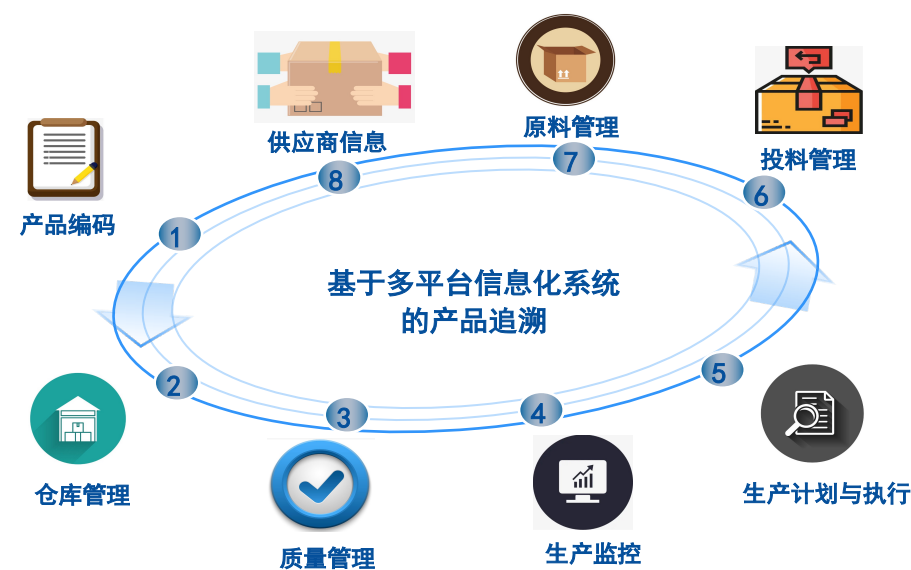 供应商信息
原料管理
投料管理
产品编码
8
7
6
1
基于多平台信息化系统
的产品追溯
2
3
4
5
仓库管理
质量管理
生产监控
生产计划与执行